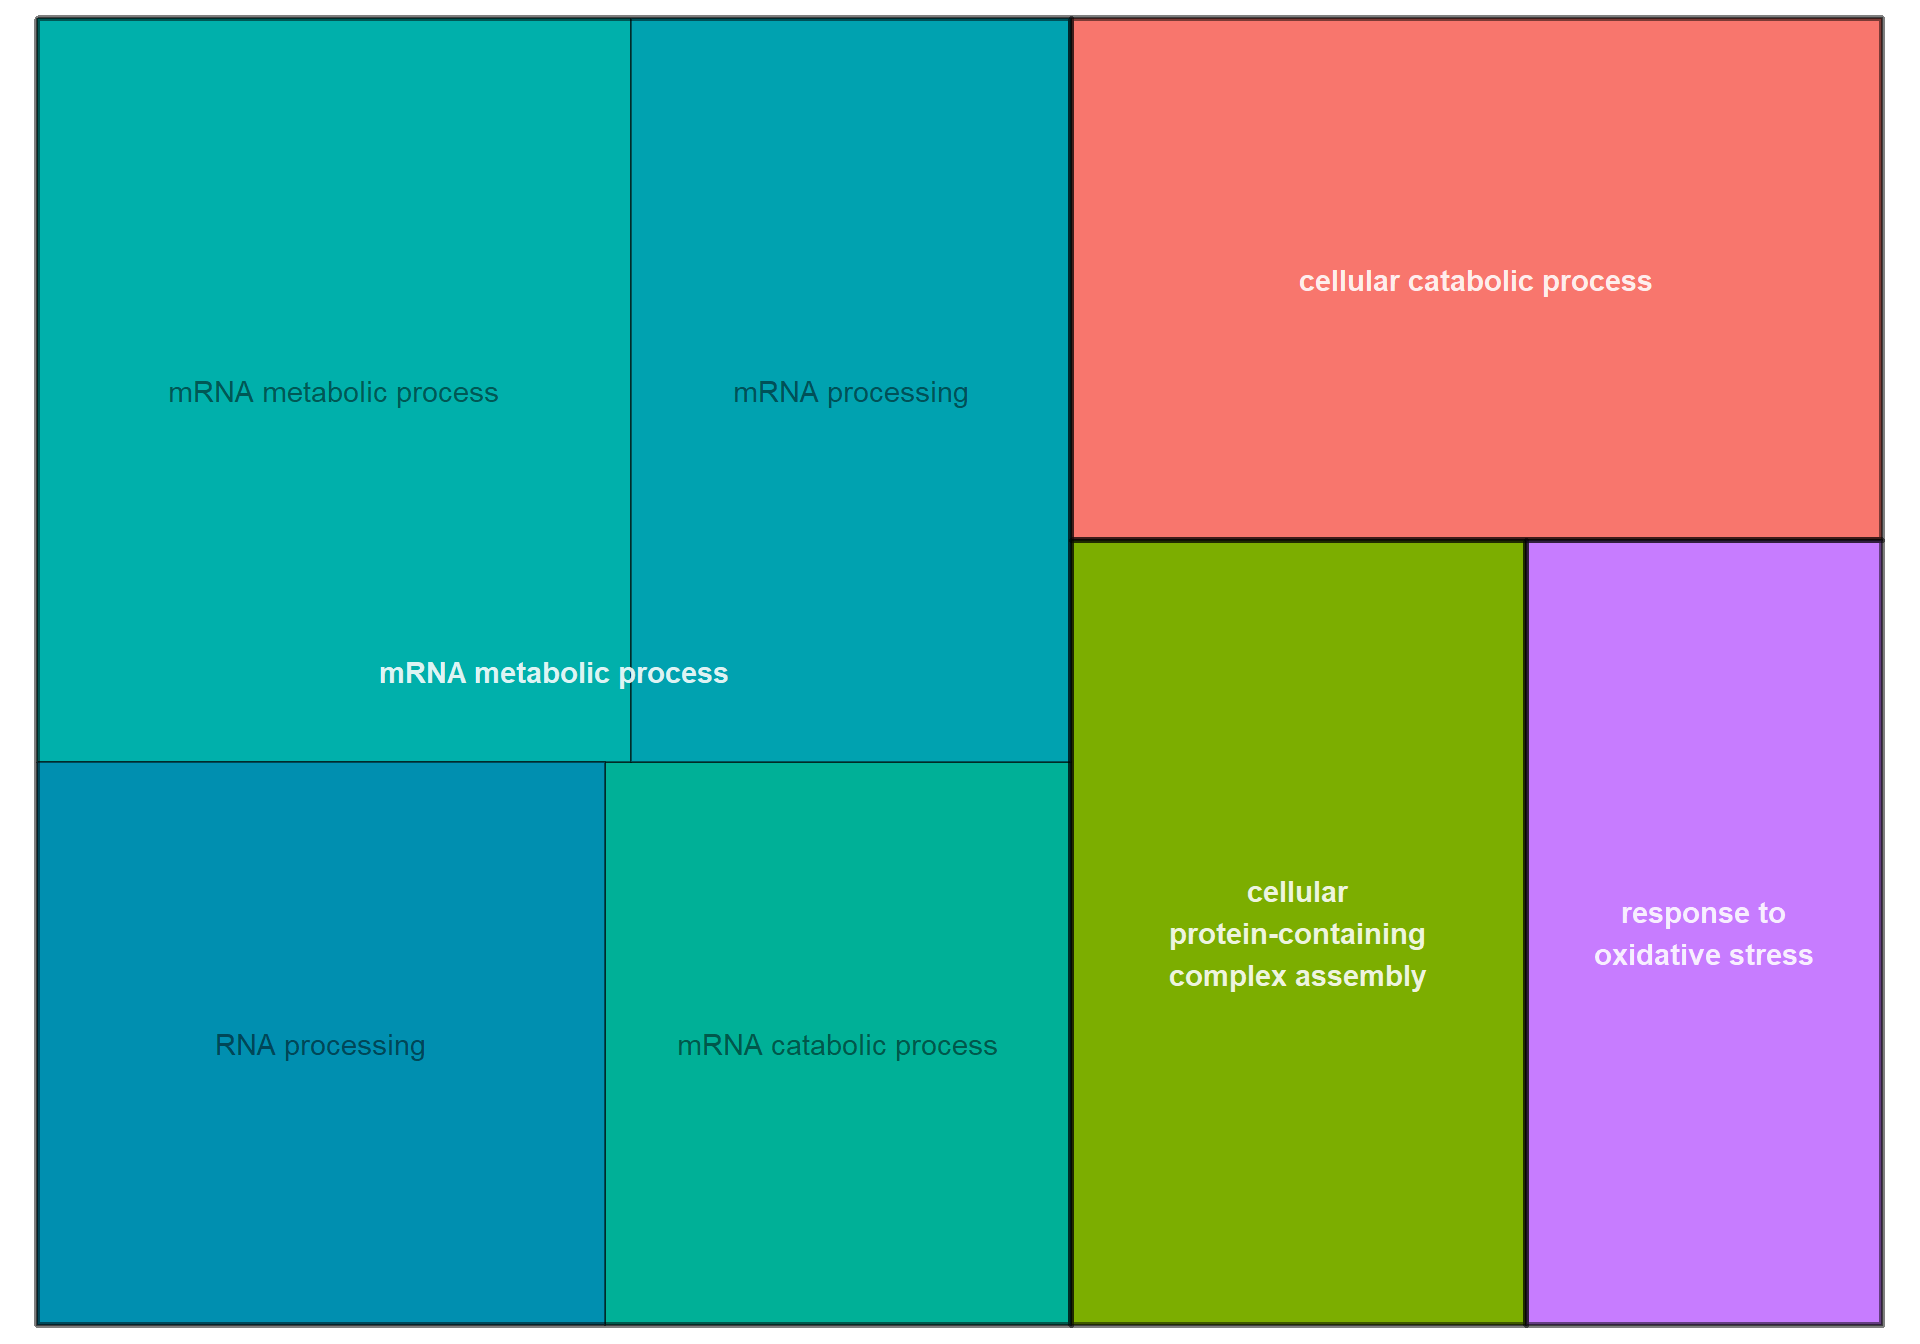 mRNA metabolic process
mRNA processing
mRNA metabolic process
RNA processing
mRNA catabolic process
cellular catabolic process
cellular
protein-containing
complex assembly
response to
oxidative stress